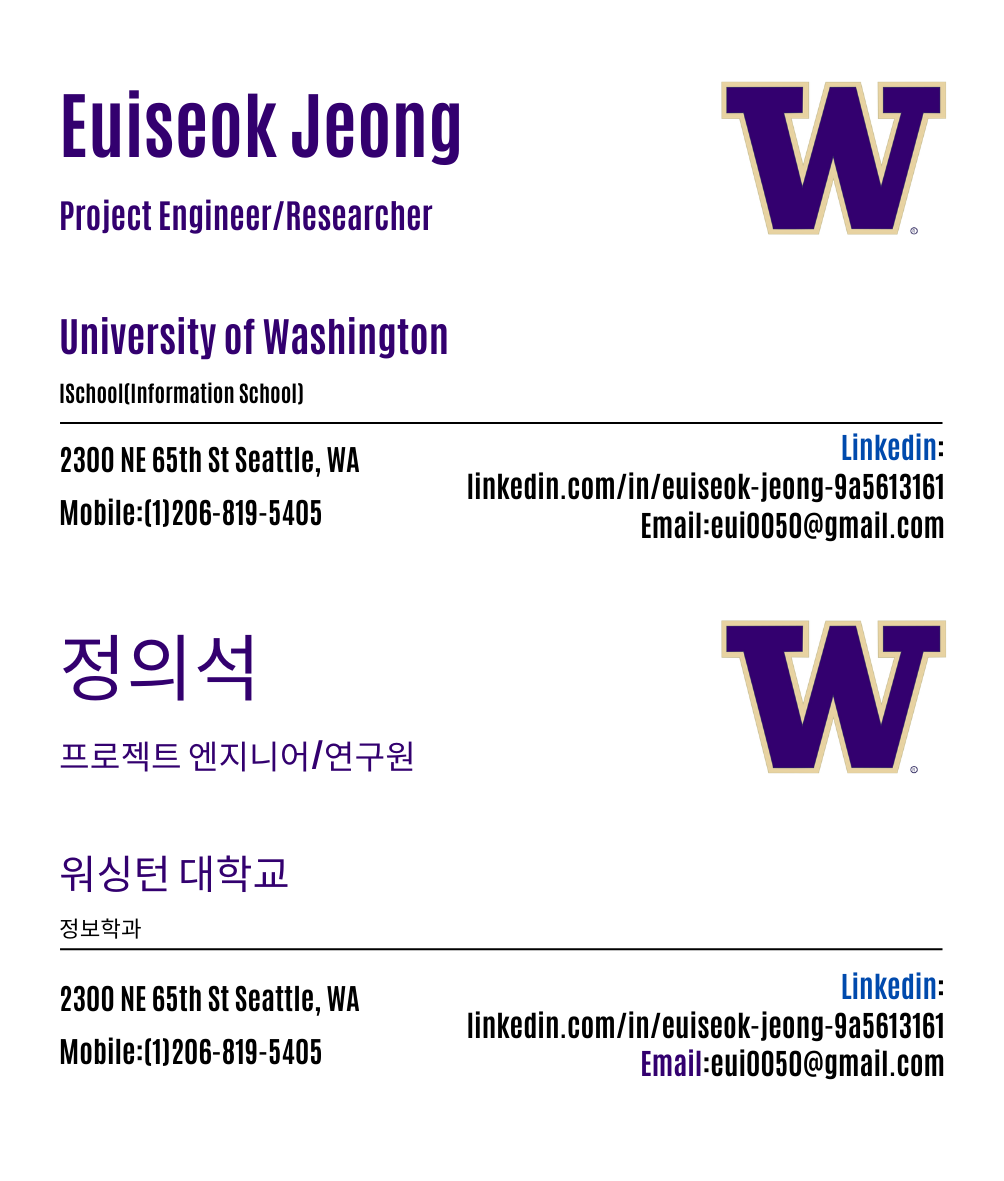 Euiseok Jeong
W
®
Project Engineer/Researcher
University of Washington
ISchool(Information School)
2300 NE 65th St Seattle, WA
Mobile:(1)206-819-5405
Linkedin:
linkedin.com/in/euiseok-jeong-9a5613161
Email:eui0050@gmail.com
정의석
W
®
프로젝트 엔지니어/연구원
워싱턴 대학교
정보학과
2300 NE 65th St Seattle, WA
Mobile:(1)206-819-5405
Linkedin:
linkedin.com/in/euiseok-jeong-9a5613161
Email:eui0050@gmail.com